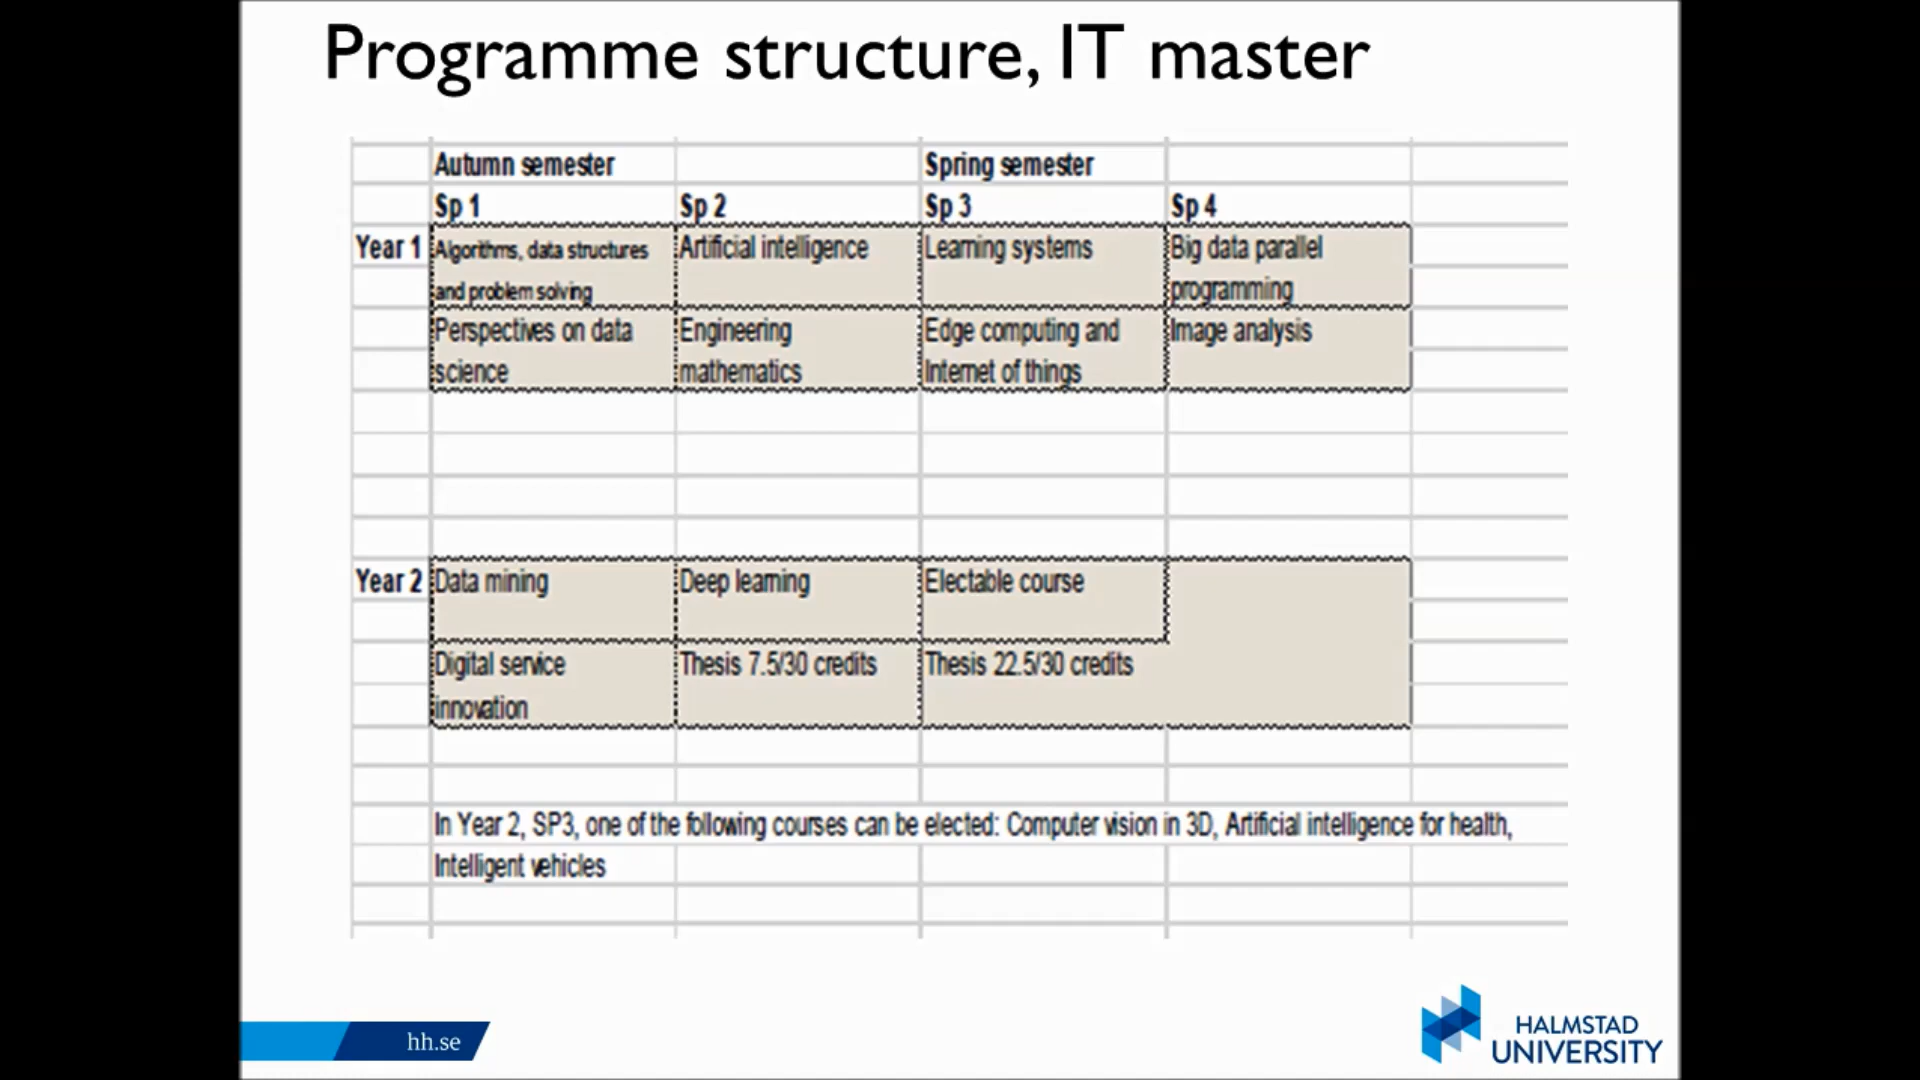 Programme structure, IT master
Autumn semester Spring semester
Sp 1 Sp 2 Sp 3 Sp 4
Year 1 Algorithms, data structures Artificial intelligence Learning systems Big data parallel
and problem solving programming
Perspectives on data Engineering Edge computing and Image analysis
science mathematics Internet of things
Year 2 Data mining Deep learning Electable course
Digital service Thesis 7.5/30 credits Thesis 22.5/30 credits
innovation
In Year 2, SP3, one of the following courses can be elected: Computer vision in 3D, Artificial intelligence for health,
Intelligent vehicles
hh.se
HALMSTAD
UNIVERSITY